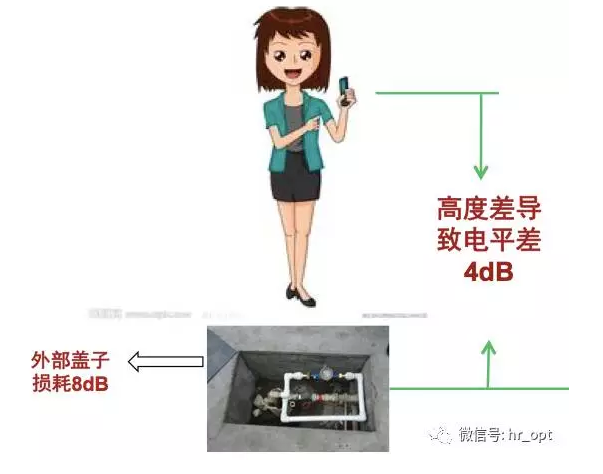 高度差导
致电平差
4dB
外部盖子
损耗8dB
微信号: hr_opt